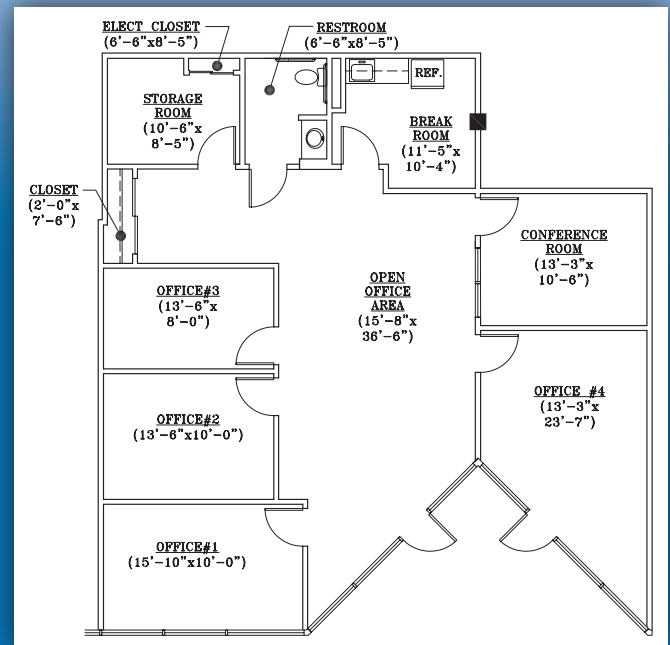 ELECT CLOSET
(6'-6"x8'-5")
RESTROOM
(6'-6"x8'-5")
REF.
STORAGE
ROOM
(10'-6"x
8'-5")
BREAK
ROOM
(11'-5"x
10'-4")
CLOSET
(2'-0"x
7'-6")
CONFERENCE
ROOM
(13'-3"x
10'-6")
OPEN
OFFICE
AREA
(15'-8"x
36'-6")
OFFICE#3
(13'-6"x
8'-0")
OFFICE #4
(13'-3"x
23'-7")
OFFICE#2
(13'-6"x10'-0")
OFFICE#1
(15'-10"x10'-0")